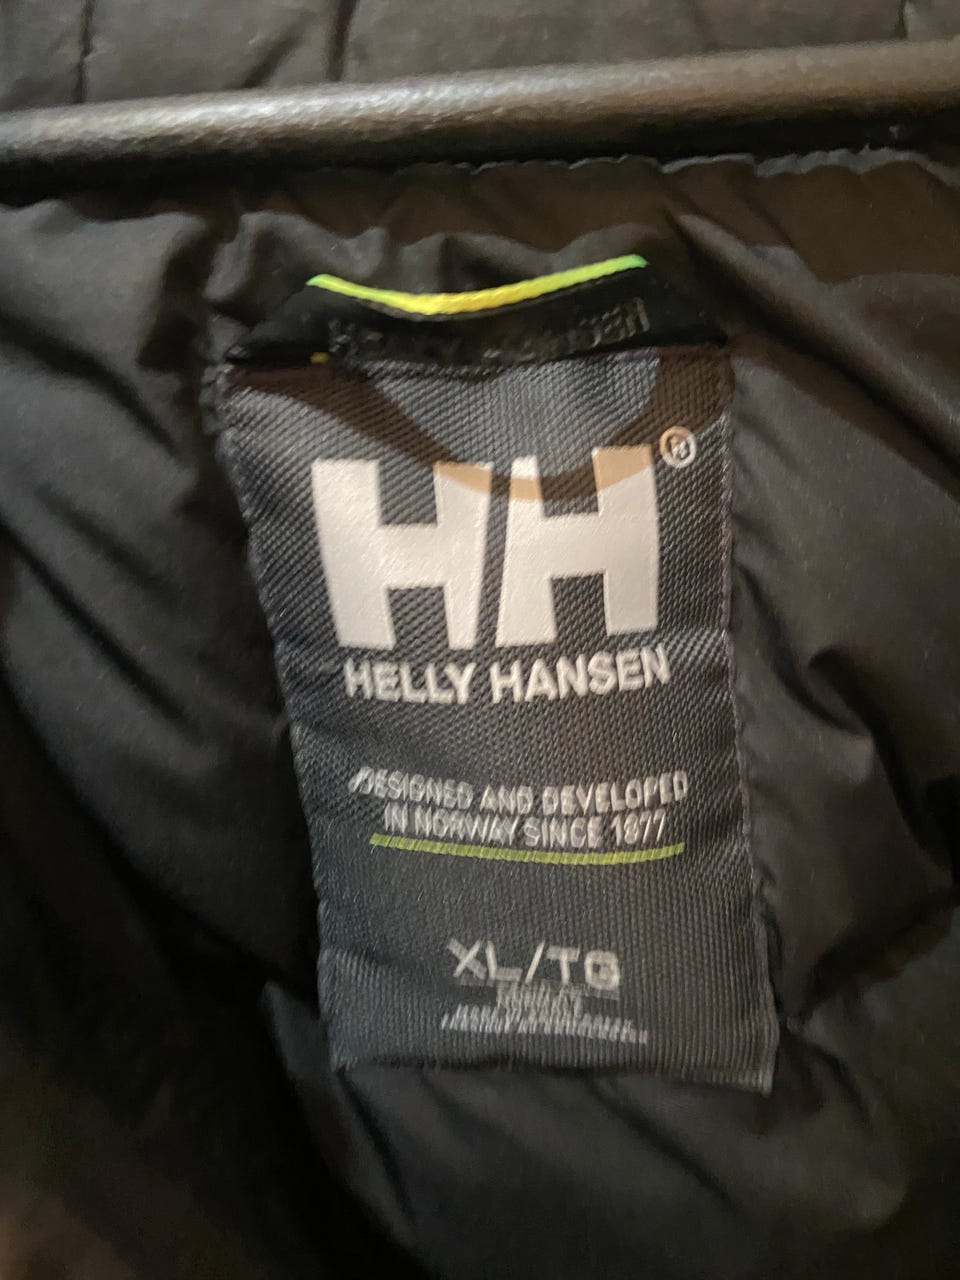 HH®
HELLY HANSEN
DESIGNED AND DEVELOPED
IN NORWAY SINCE 1877
XL/TG